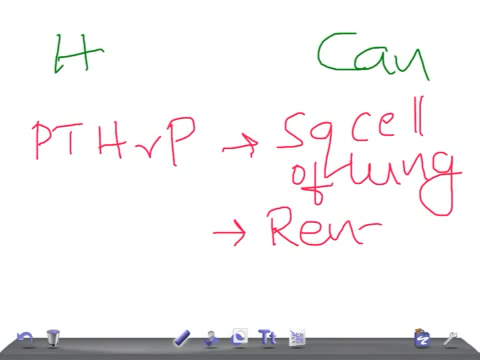 H Can
PTHrP → Sq cell
of lung
→ Ren